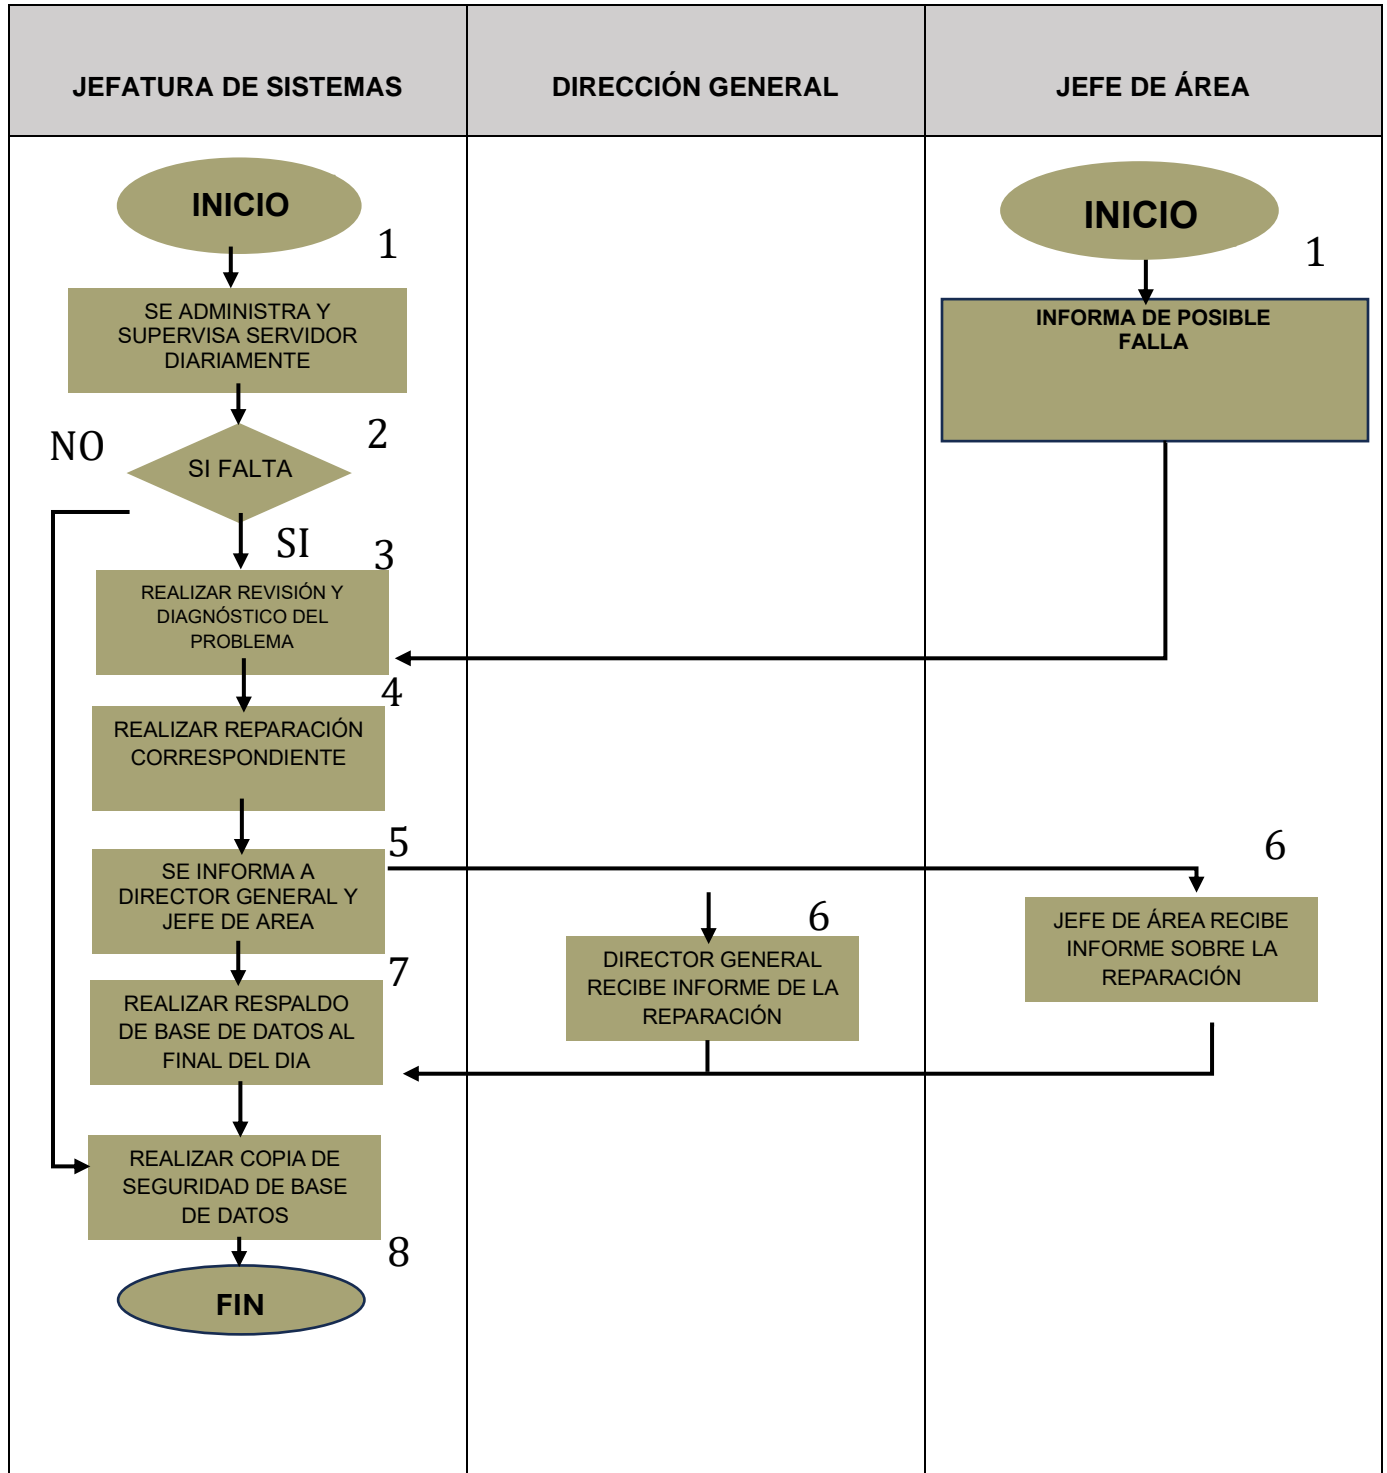 JEFATURA DE SISTEMAS
DIRECCIÓN GENERAL
JEFE DE ÁREA
INICIO
1
SE ADMINISTRA Y
SUPERVISA SERVIDOR
DIARIAMENTE
2
NO
SI FALTA
SI
3
REALIZAR REVISIÓN Y
DIAGNÓSTICO DEL
PROBLEMA
4
REALIZAR REPARACIÓN
CORRESPONDIENTE
5
SE INFORMA A
DIRECTOR GENERAL Y
JEFE DE AREA
7
REALIZAR RESPALDO
DE BASE DE DATOS AL
FINAL DEL DIA
REALIZAR COPIA DE
SEGURIDAD DE BASE
DE DATOS
8
FIN
6
DIRECTOR GENERAL
RECIBE INFORME DE LA
REPARACIÓN
INICIO
1
INFORMA DE POSIBLE
FALLA
6
JEFE DE ÁREA RECIBE
INFORME SOBRE LA
REPARACIÓN